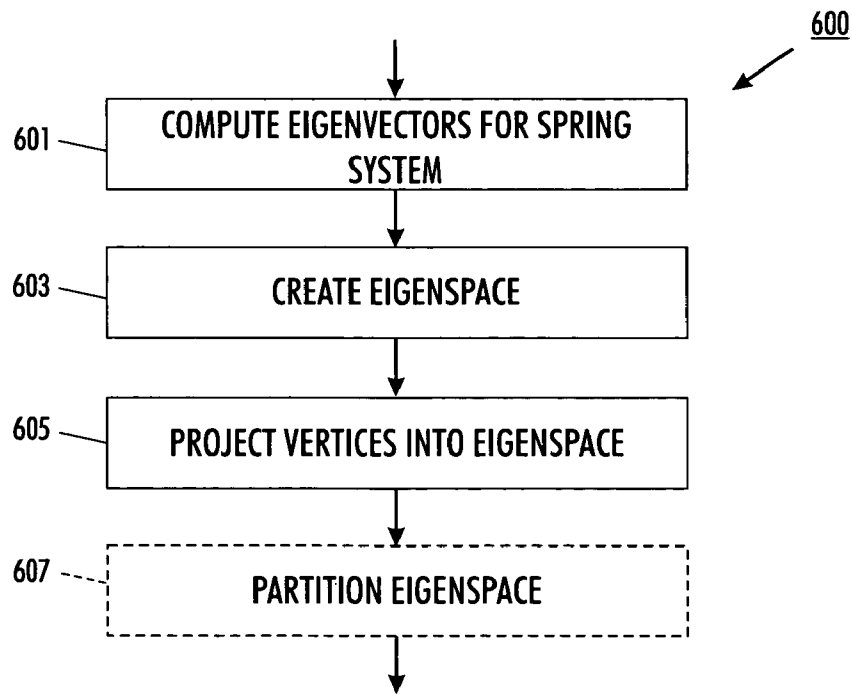 600
601
COMPUTE EIGENVECTORS FOR SPRING
SYSTEM
603
CREATE EIGENSPACE
605
PROJECT VERTICES INTO EIGENSPACE
607
PARTITION EIGENSPACE